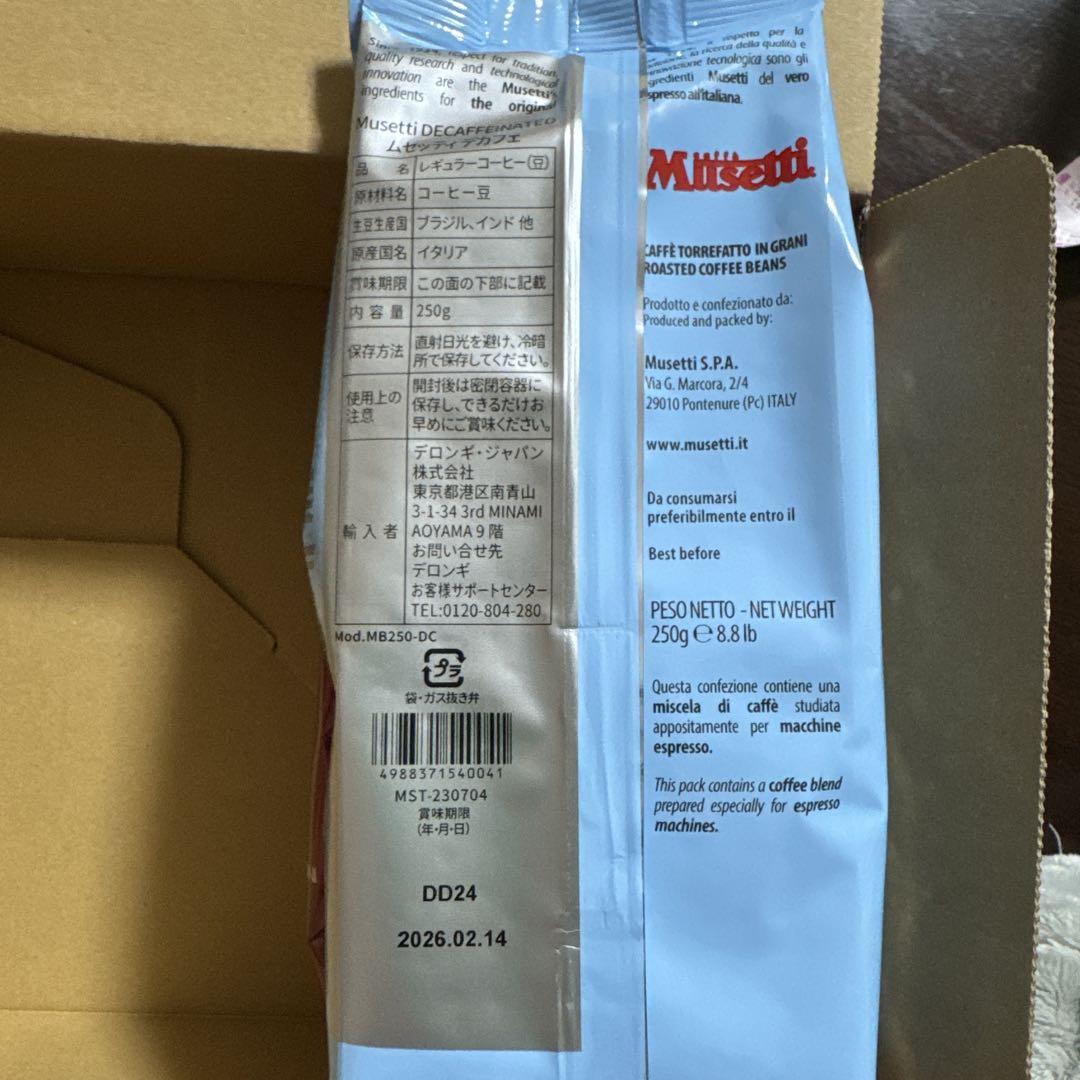 respect for tradition,
quality research and technological
innovation are the Musetti's
ingredients for the original
Musetti DECAFFEINATED
ムセッティ デカフェ
品 名 レギュラーコーヒー(豆)
原材料名 コーヒー豆
生豆生産国 ブラジル、インド 他
原産国名 イタリア
賞味期限 この面の下部に記載
内 容 量 250g
保存方法 直射日光を避け、冷暗
所で保存してください。
使用上の
注意
開封後は密閉容器に
保存し、できるだけお
早めにご賞味ください。
輸 入 者
デロンギ・ジャパン
株式会社
東京都港区南青山
3-1-34 3rd MINAMI
AOYAMA 9 階
お問い合せ先
デロンギ
お客様サポートセンター
TEL:0120-804-280
Mod.MB250-DC
プラ
袋・ガス抜き弁
4988371540041
MST-230704
賞味期限
(年・月・日)
DD24
2026.02.14
rispetto per la
la ricerca della qualità e
innovazione tecnologica sono gli
ingredienti Musetti del vero
espresso all'italiana.
Musetti
CAFFÈ TORREFATTO IN GRANI
ROASTED COFFEE BEANS
Prodotto e confezionato da:
Produced and packed by:
Musetti S.P.A.
Via G. Marcora, 2/4
29010 Pontenure (Pc) ITALY
www.musetti.it
Da consumarsi
preferibilmente entro il
Best before
PESO NETTO - NET WEIGHT
250g ℮ 8.8 lb
Questa confezione contiene una
miscela di caffè studiata
appositamente per macchine
espresso.
This pack contains a coffee blend
prepared especially for espresso
machines.